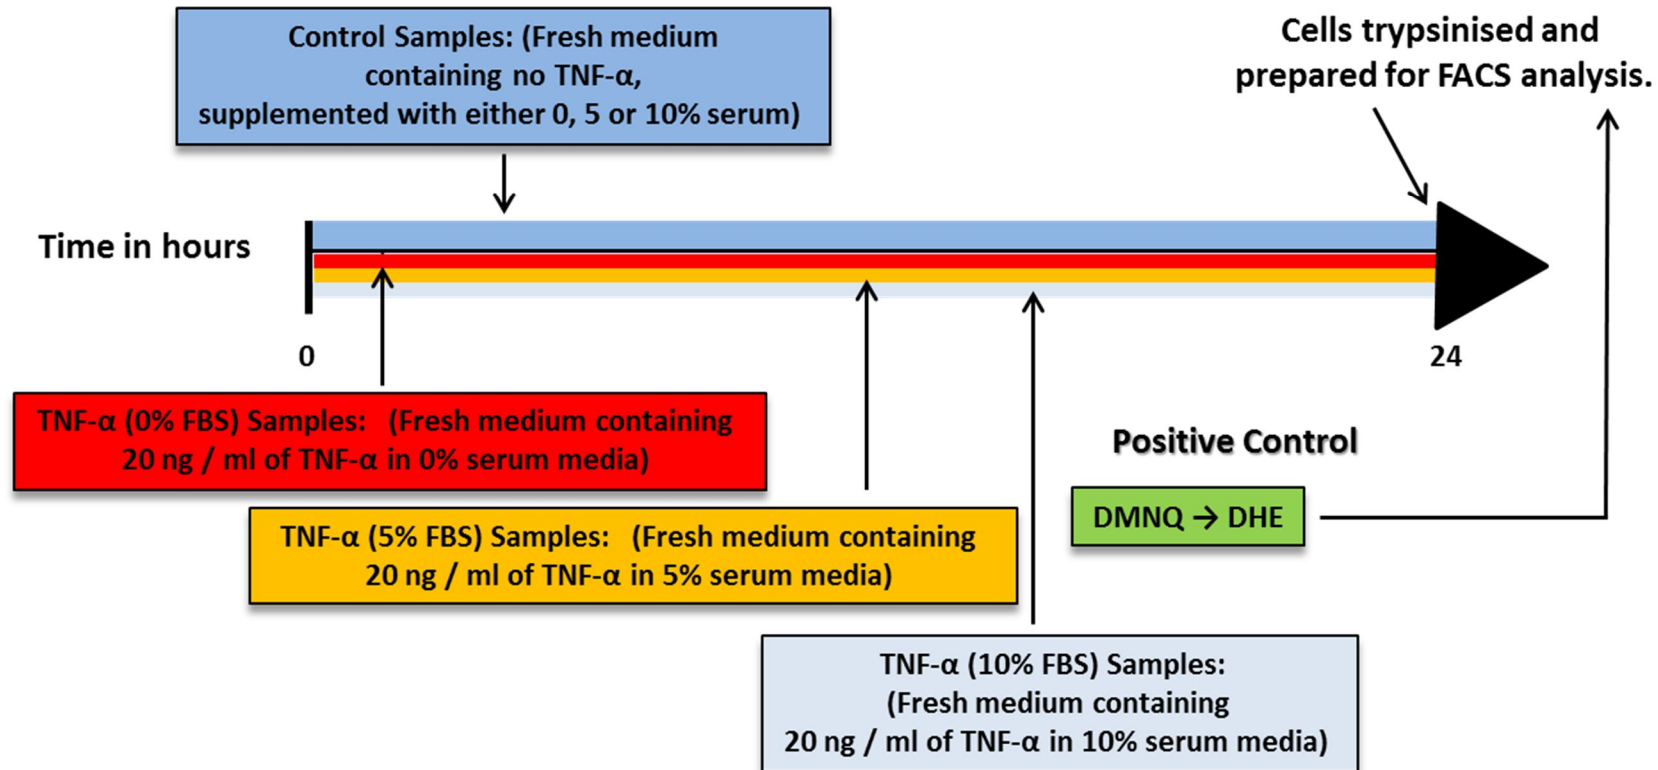 Control Samples: (Fresh medium
containing no TNF-α,
supplemented with either 0, 5 or 10% serum)
Cells trypsinised and
prepared for FACS analysis.
Time in hours
0
24
TNF-α (0% FBS) Samples: (Fresh medium containing
20 ng / ml of TNF-α in 0% serum media)
Positive Control
DMNQ → DHE
TNF-α (5% FBS) Samples: (Fresh medium containing
20 ng / ml of TNF-α in 5% serum media)
TNF-α (10% FBS) Samples:
(Fresh medium containing
20 ng / ml of TNF-α in 10% serum media)